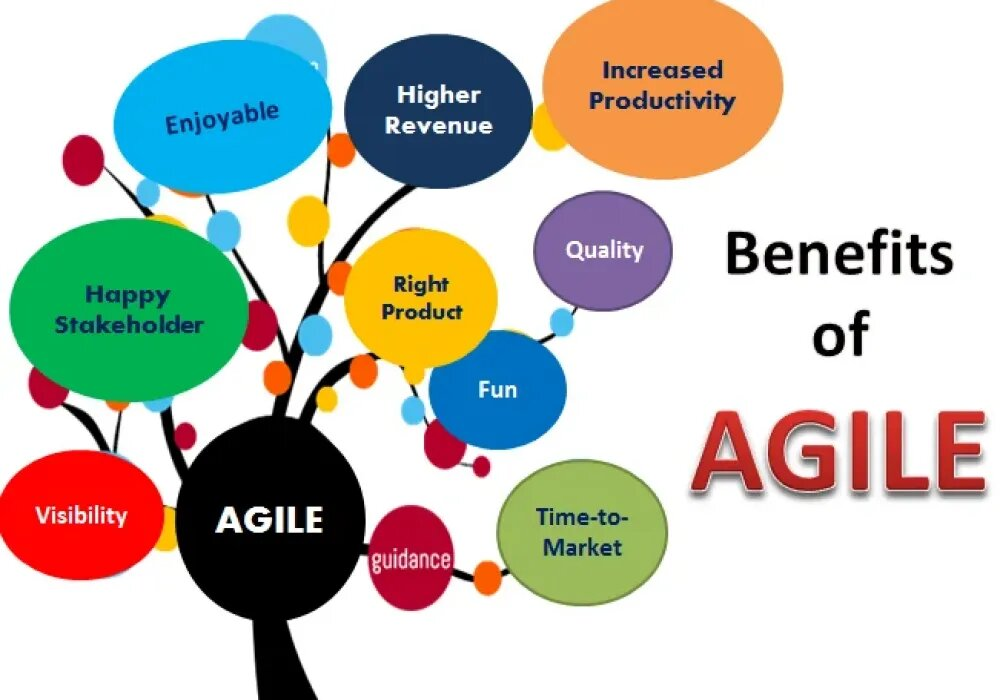 Enjoyable
Higher
Revenue
Increased
Productivity
Quality
Benefits
of
AGILE
Happy
Stakeholder
Right
Product
Fun
Visibility
AGILE
guidance
Time-to-
Market